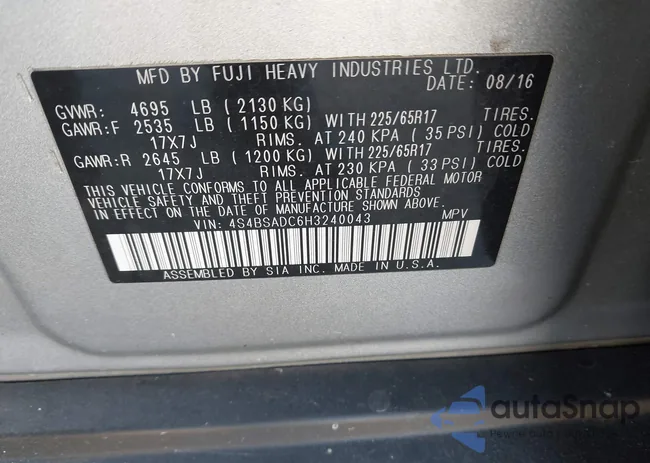 MFD BY FUJI HEAVY INDUSTRIES LTD.
DATE: 08/16
GVWR: 4695 LB (2130 KG)
GAWR:F 2535 LB (1150 KG) WITH 225/65R17 TIRES.
17X7J RIMS. AT 240 KPA (35 PSI) COLD
GAWR:R 2645 LB (1200 KG) WITH 225/65R17 TIRES.
17X7J RIMS. AT 230 KPA (33 PSI) COLD
THIS VEHICLE CONFORMS TO ALL APPLICABLE FEDERAL MOTOR
VEHICLE SAFETY AND THEFT PREVENTION STANDARDS
IN EFFECT ON THE DATE OF MANUFACTURE SHOWN ABOVE.
VIN: 4S4BSADC6H3240043 MPV
ASSEMBLED BY SIA INC. MADE IN U.S.A.
autoSnap